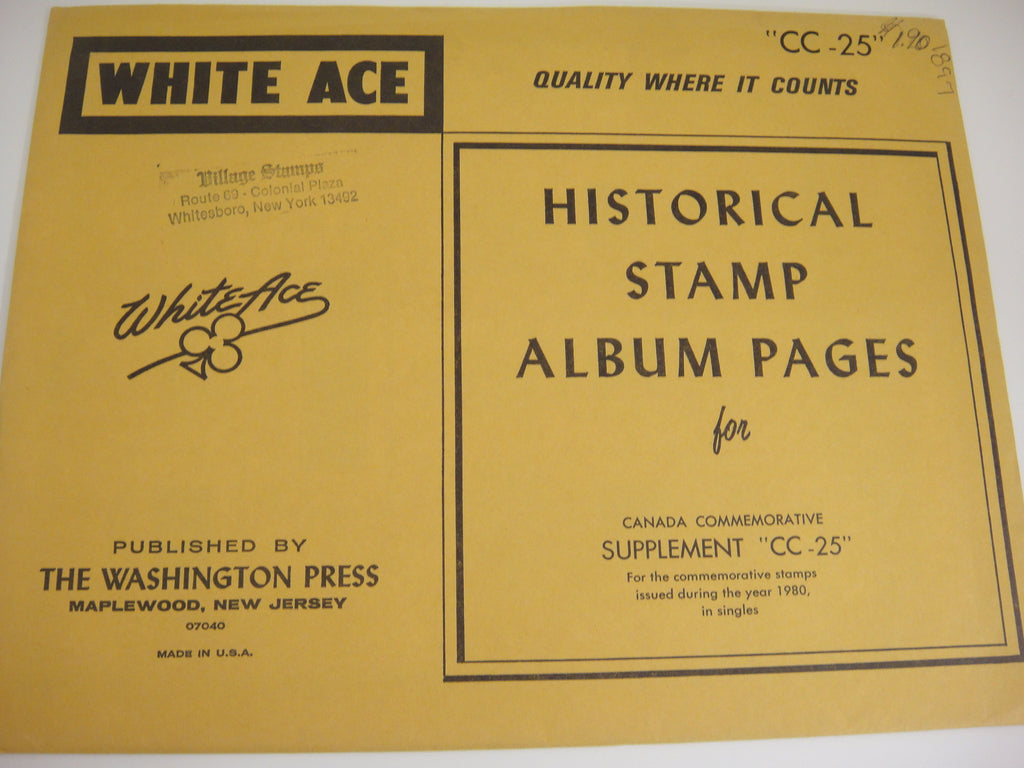 WHITE ACE
"CC-25"
$1.90
1981
QUALITY WHERE IT COUNTS
Village Stamps
Route 69 - Colonial Plaza
Whitesboro, New York 13492
White Ace
HISTORICAL
STAMP
ALBUM PAGES
for
CANADA COMMEMORATIVE
SUPPLEMENT "CC-25"
For the commemorative stamps
issued during the year 1980,
in singles
PUBLISHED BY
THE WASHINGTON PRESS
MAPLEWOOD, NEW JERSEY
07040
MADE IN U.S.A.